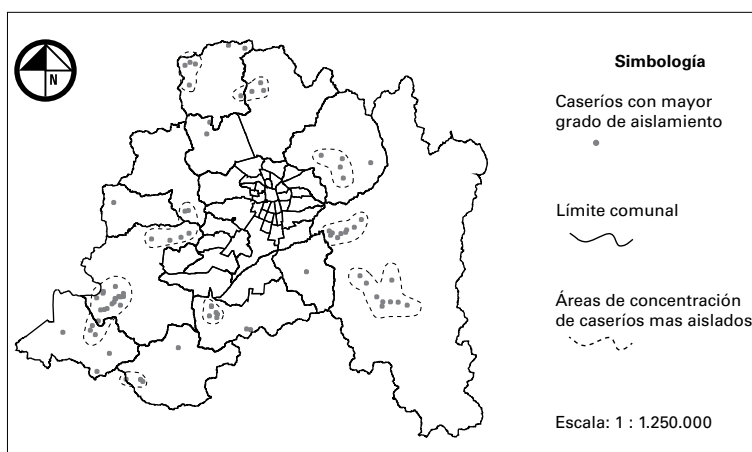 N
Simbología
Caseríos con mayor
grado de aislamiento
Límite comunal
Áreas de concentración
de caseríos mas aislados
Escala: 1 : 1.250.000